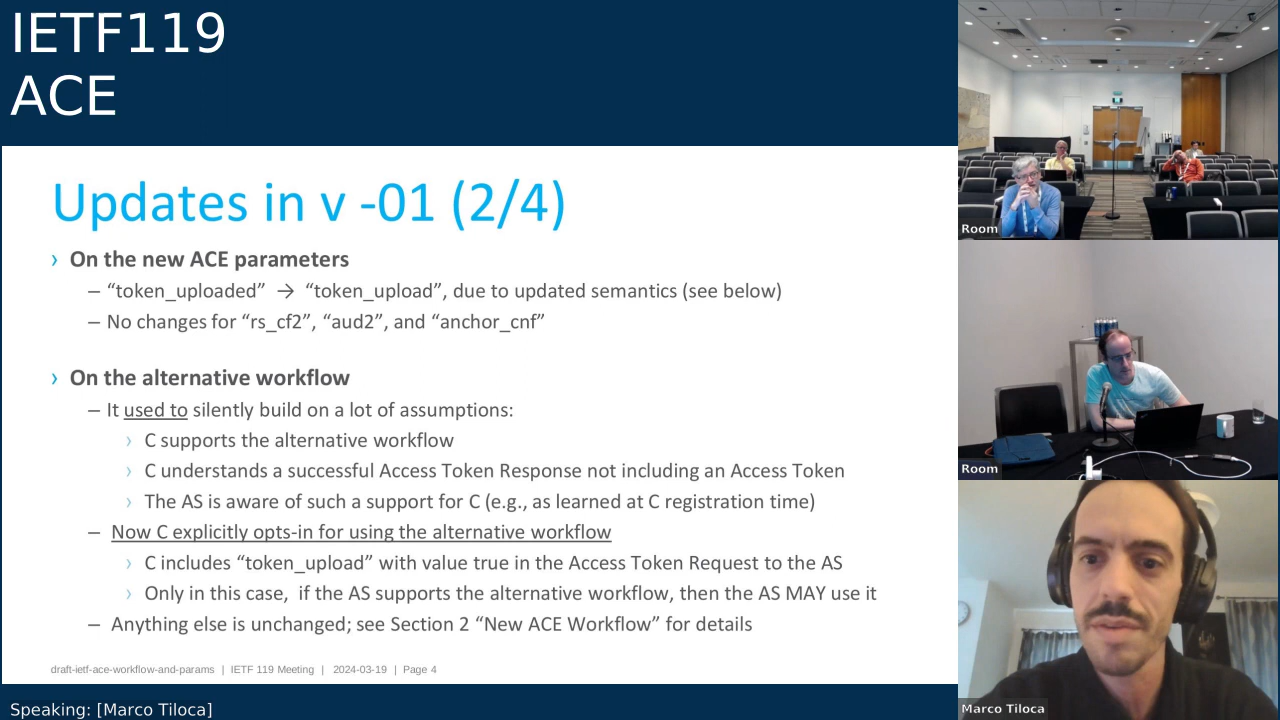 IETF119
ACE
Updates in v -01 (2/4)
› On the new ACE parameters
– “token_uploaded” → “token_upload”, due to updated semantics (see below)
– No changes for “rs_cf2”, “aud2”, and “anchor_cnf”
› On the alternative workflow
– It used to silently build on a lot of assumptions:
› C supports the alternative workflow
› C understands a successful Access Token Response not including an Access Token
› The AS is aware of such a support for C (e.g., as learned at C registration time)
– Now C explicitly opts-in for using the alternative workflow
› C includes “token_upload” with value true in the Access Token Request to the AS
› Only in this case, if the AS supports the alternative workflow, then the AS MAY use it
– Anything else is unchanged; see Section 2 “New ACE Workflow” for details
draft-ietf-ace-workflow-and-params | IETF 119 Meeting | 2024-03-19 | Page 4
Speaking: [Marco Tiloca]
Room
Room
Marco Tiloca